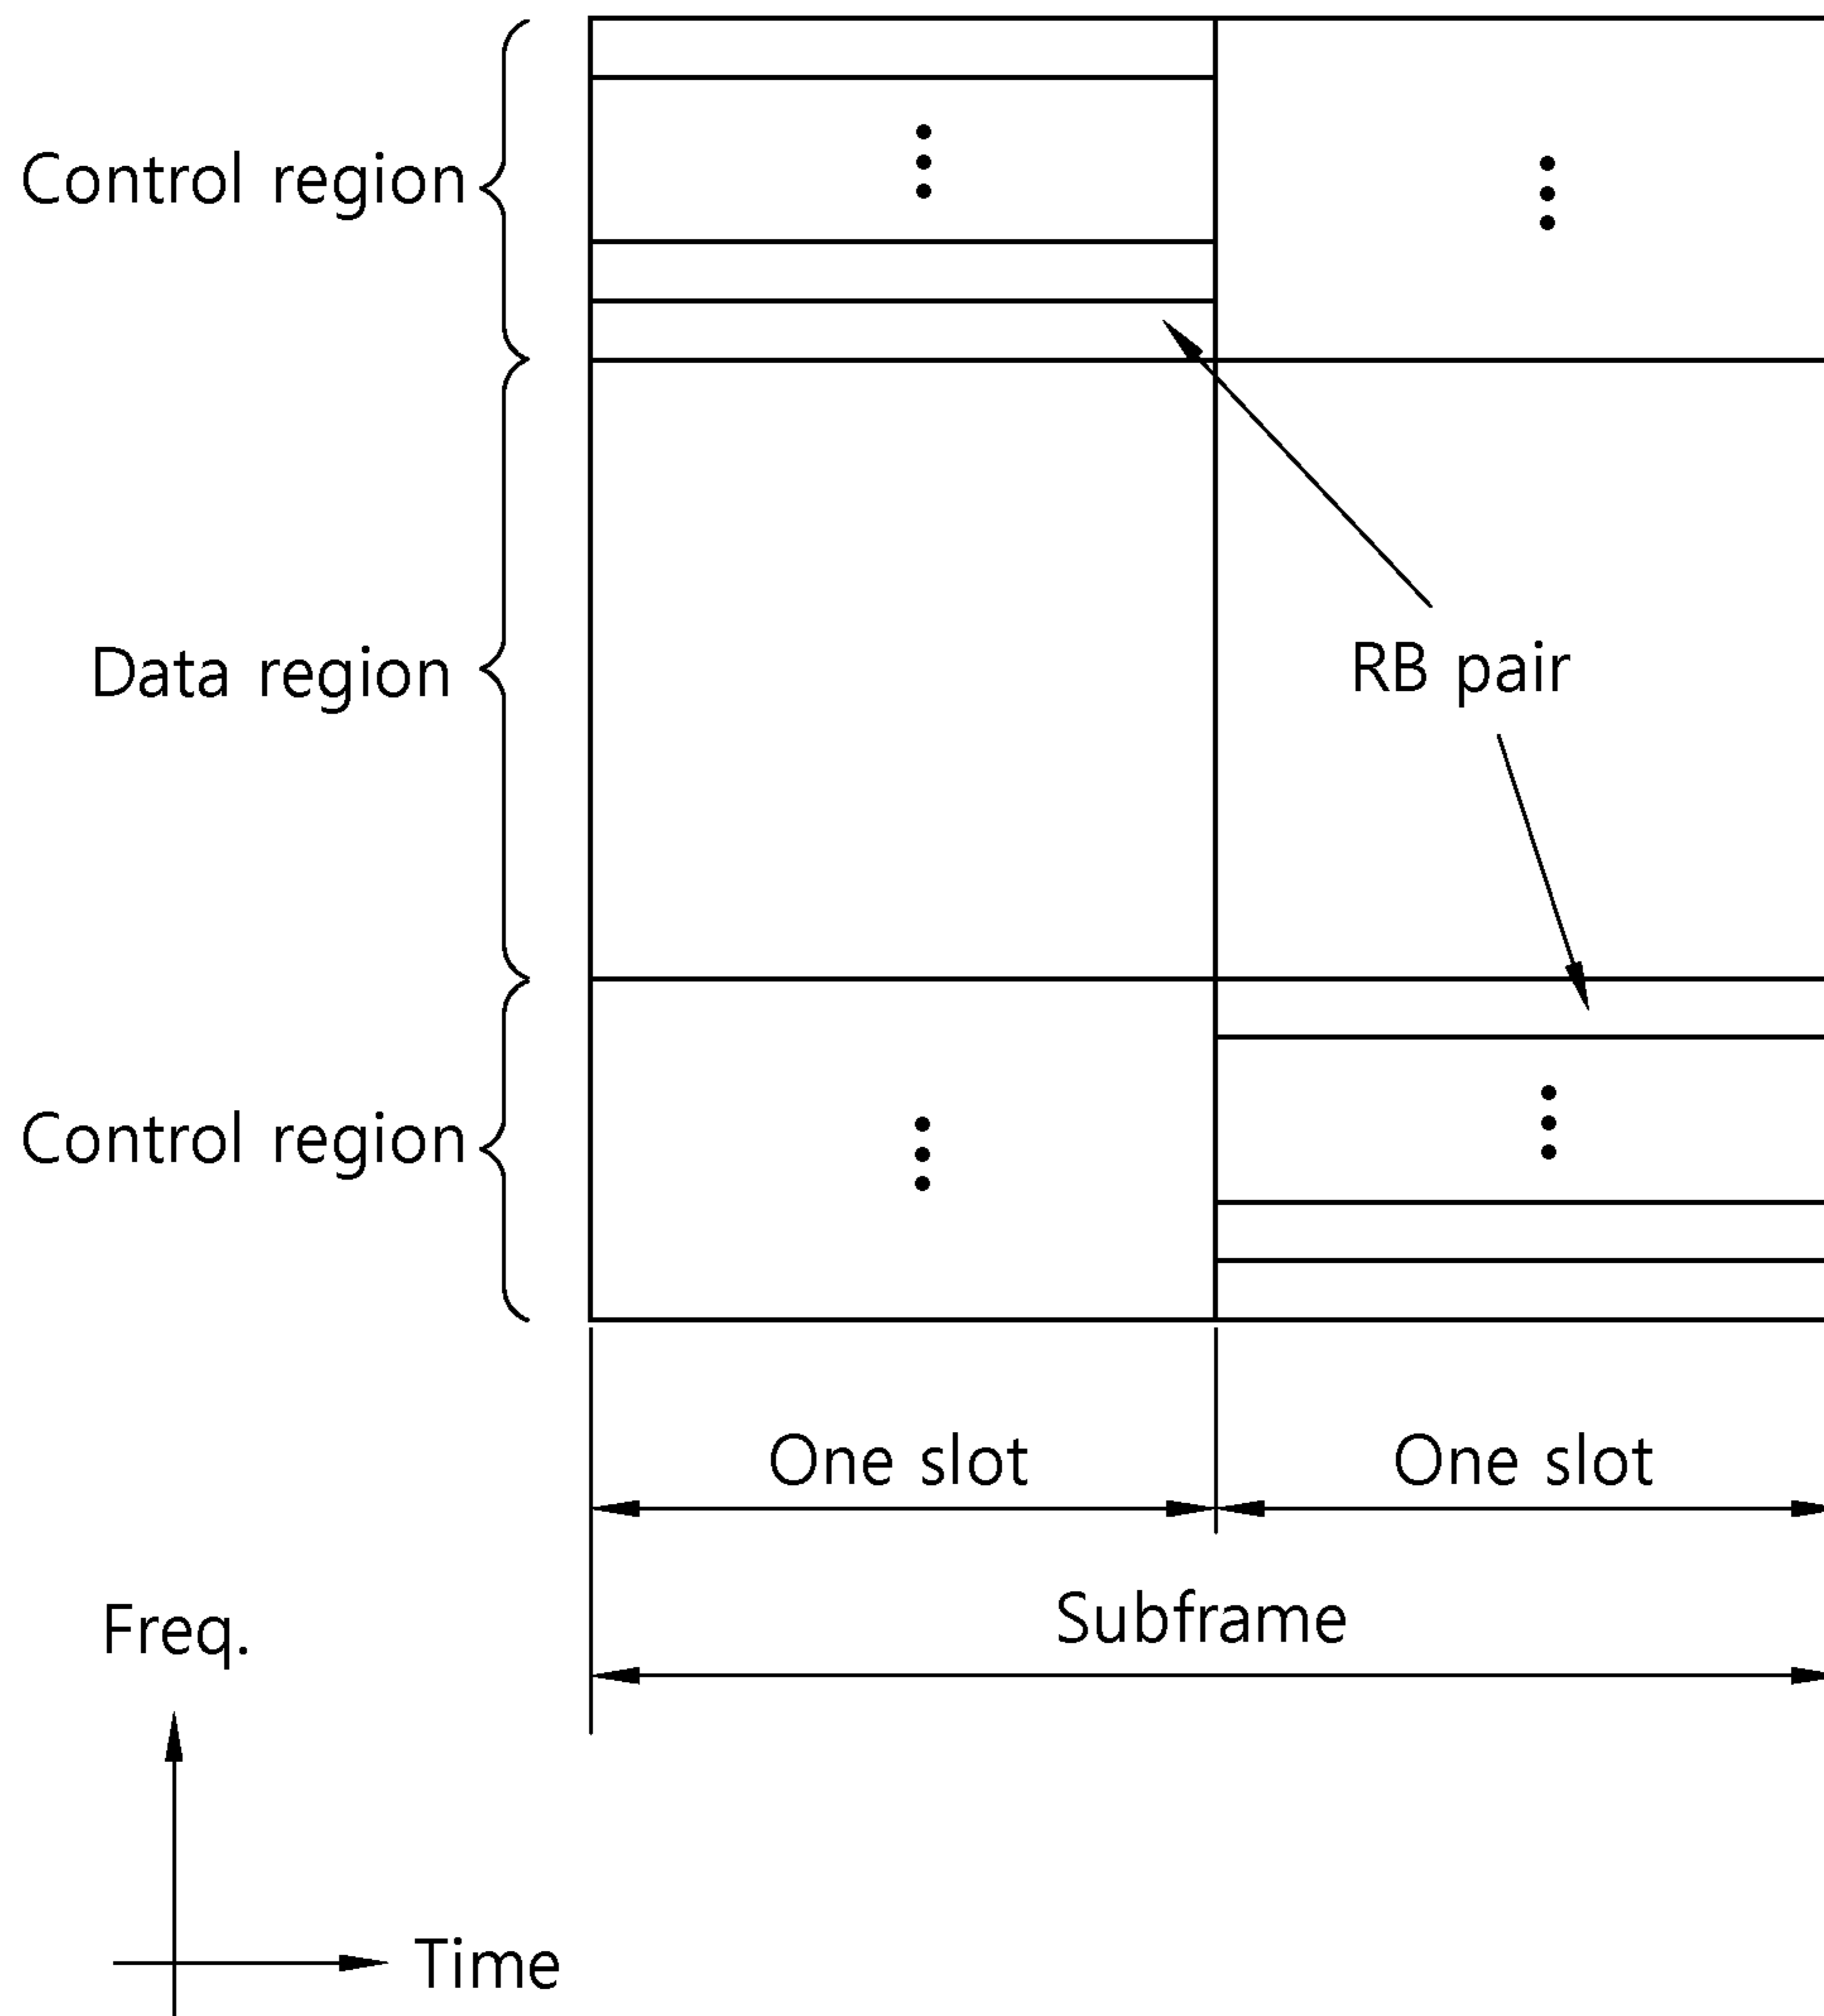 Control region
Data region
RB pair
Control region
One slot
One slot
Subframe
Freq.
Time